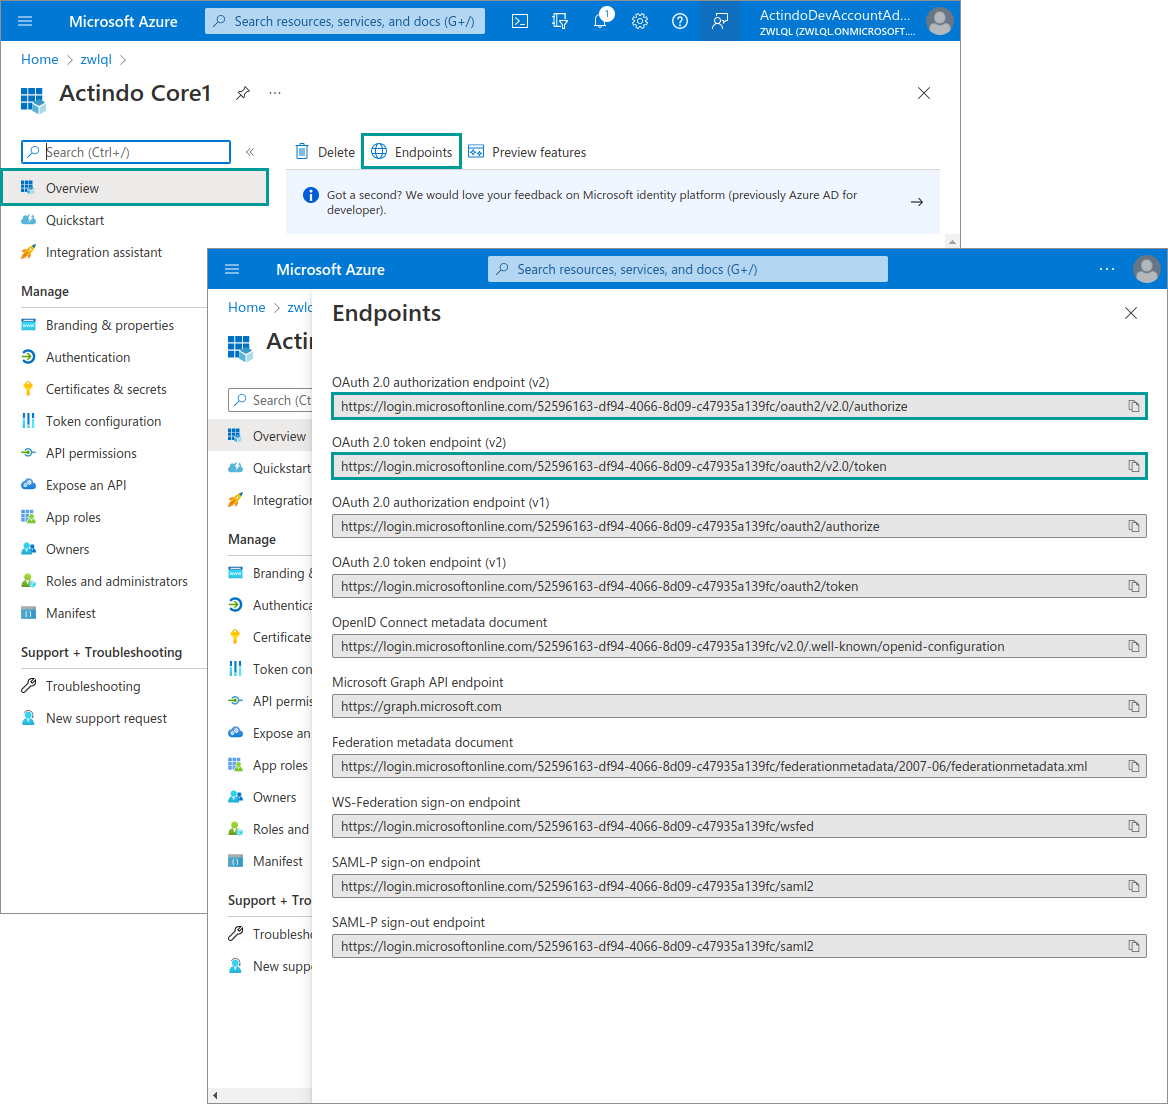 Microsoft Azure
Search resources, services, and docs (G+/)
1
ActindoDevAccountAd...
ZWLQL (ZWLQL.ONMICROSOFT....
Home > zwlql >
Actindo Core1
...
Search (Ctrl+/)
«
Delete
Endpoints
Preview features
Got a second? We would love your feedback on Microsoft identity platform (previously Azure AD for
developer).
Overview
Quickstart
Integration assistant
Manage
Branding & properties
Authentication
Certificates & secrets
Token configuration
API permissions
Expose an API
App roles
Owners
Roles and administrators
Manifest
Support + Troubleshooting
Troubleshooting
New support request
Microsoft Azure
Search resources, services, and docs (G+/)
...
Home > zwlc
Acti
Search (Ct
Overview
Quickstart
Integration
Manage
Branding &
Authentica
Certificate
Token con
API permis
Expose an
App roles
Owners
Roles and
Manifest
Support + Tro
Troublesh
New supp
Endpoints
OAuth 2.0 authorization endpoint (v2)
https://login.microsoftonline.com/52596163-df94-4066-8d09-c47935a139fc/oauth2/v2.0/authorize
OAuth 2.0 token endpoint (v2)
https://login.microsoftonline.com/52596163-df94-4066-8d09-c47935a139fc/oauth2/v2.0/token
OAuth 2.0 authorization endpoint (v1)
https://login.microsoftonline.com/52596163-df94-4066-8d09-c47935a139fc/oauth2/authorize
OAuth 2.0 token endpoint (v1)
https://login.microsoftonline.com/52596163-df94-4066-8d09-c47935a139fc/oauth2/token
OpenID Connect metadata document
https://login.microsoftonline.com/52596163-df94-4066-8d09-c47935a139fc/v2.0/.well-known/openid-configuration
Microsoft Graph API endpoint
https://graph.microsoft.com
Federation metadata document
https://login.microsoftonline.com/52596163-df94-4066-8d09-c47935a139fc/federationmetadata/2007-06/federationmetadata.xml
WS-Federation sign-on endpoint
https://login.microsoftonline.com/52596163-df94-4066-8d09-c47935a139fc/wsfed
SAML-P sign-on endpoint
https://login.microsoftonline.com/52596163-df94-4066-8d09-c47935a139fc/saml2
SAML-P sign-out endpoint
https://login.microsoftonline.com/52596163-df94-4066-8d09-c47935a139fc/saml2